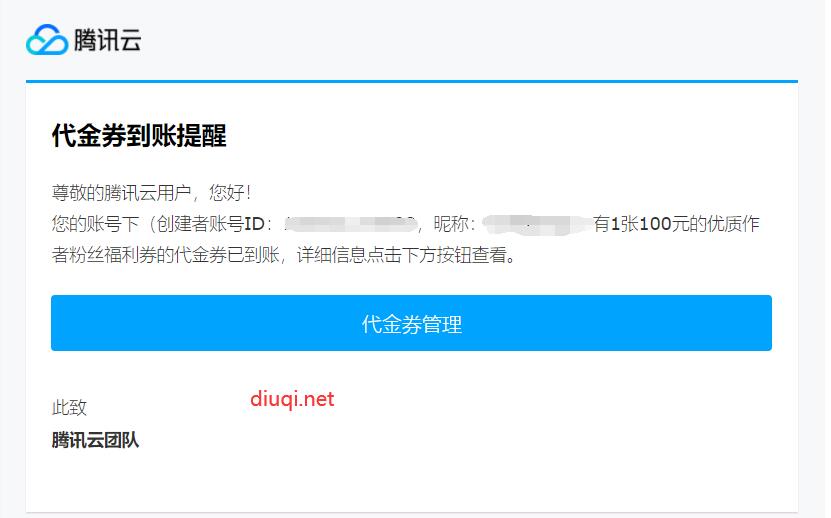 腾讯云
代金券到账提醒
尊敬的腾讯云用户，您好！
您的账号下（创建者账号ID： ，昵称： 有1张100元的优质作
者粉丝福利券的代金券已到账，详细信息点击下方按钮查看。
代金券管理
此致
diuqi.net
腾讯云团队